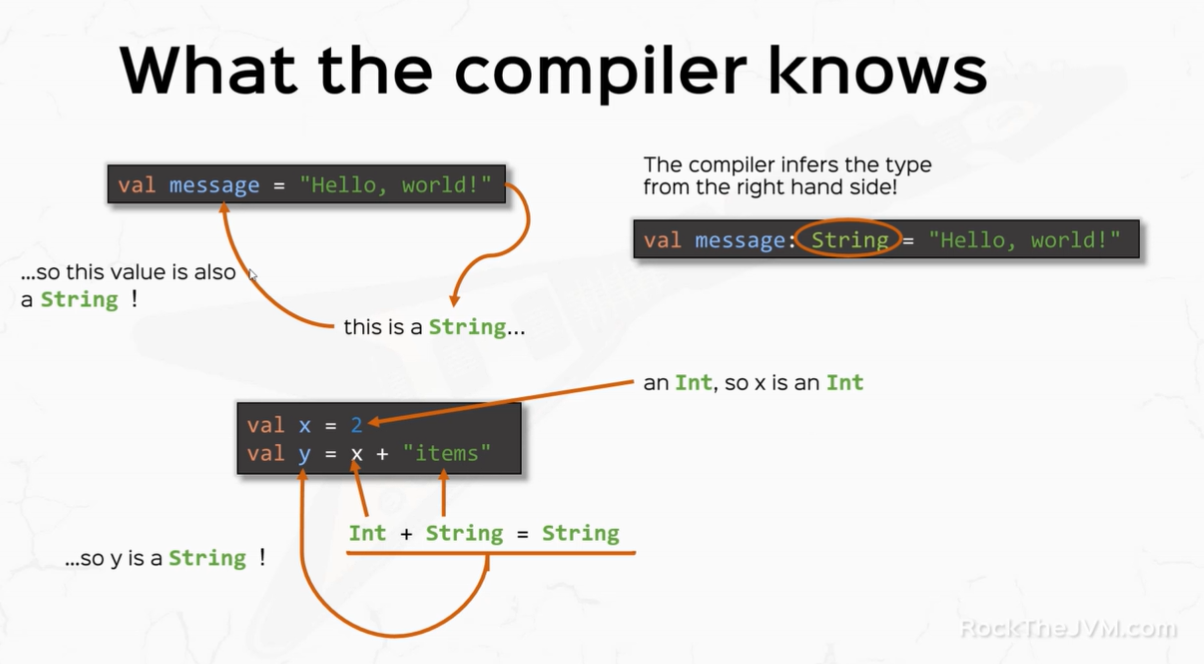 What the compiler knows
val message = "Hello, world!"
The compiler infers the type
from the right hand side!
val message: String = "Hello, world!"
...so this value is also
a String !
this is a String...
an Int, so x is an Int
val x = 2
val y = x + "items"
Int + String = String
...so y is a String !
RockTheJVM.com